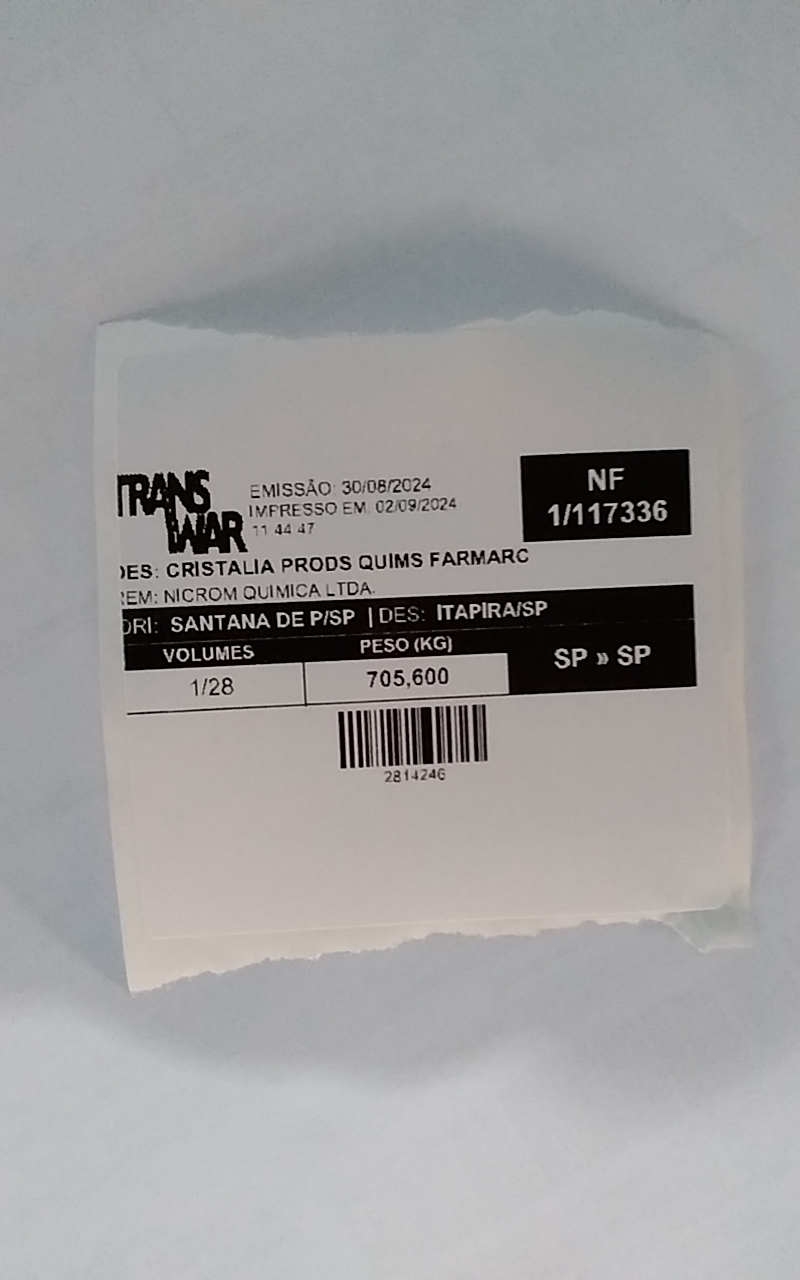 TRANS
WAR
EMISSÃO: 30/08/2024
IMPRESSO EM: 02/09/2024
11:44:47
NF
1/117336
DES: CRISTALIA PRODS QUIMS FARMARC
REM: NICROM QUIMICA LTDA.
ORI: SANTANA DE P/SP | DES: ITAPIRA/SP
VOLUMES PESO (KG)
1/28 705,600
SP » SP
2814246